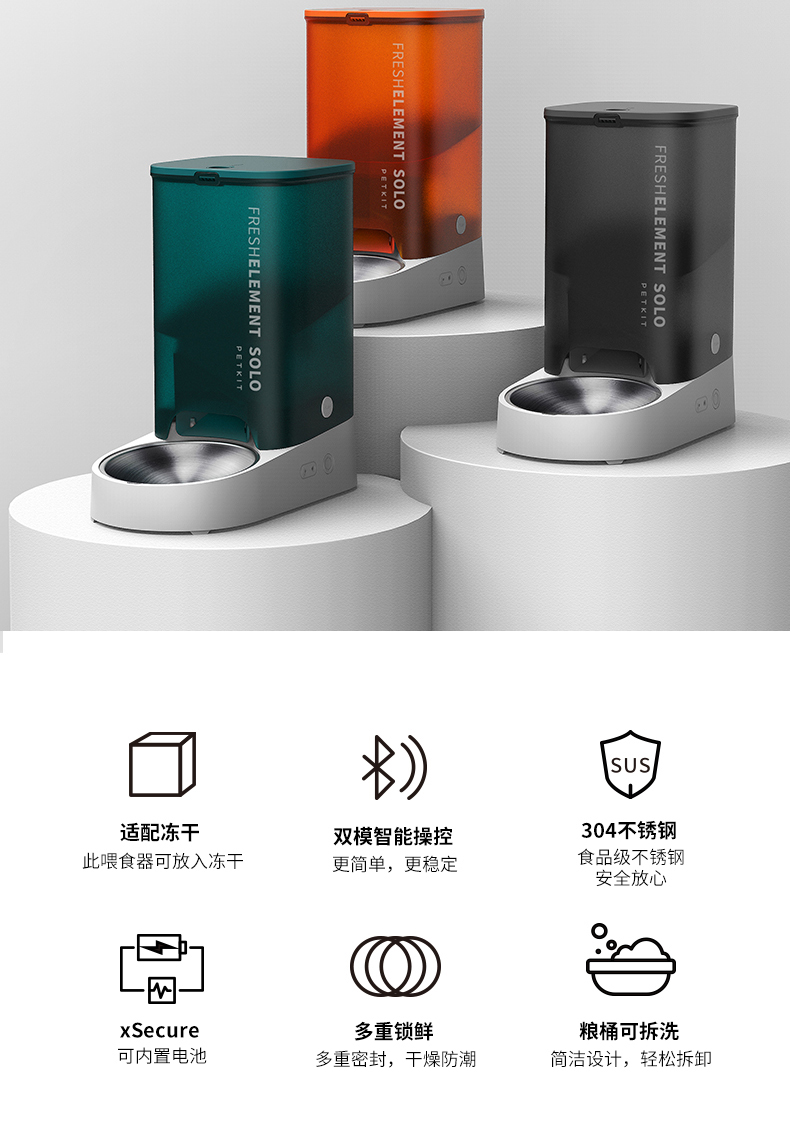 FRESHELEMENT SOLO
PETKIT
FRESHELEMENT SOLO
PETKIT
FRESHELEMENT SOLO
PETKIT
SUS
适配冻干
此喂食器可放入冻干
双模智能操控
更简单，更稳定
304不锈钢
食品级不锈钢
安全放心
xSecure
可内置电池
多重锁鲜
多重密封，干燥防潮
粮桶可拆洗
简洁设计，轻松拆卸